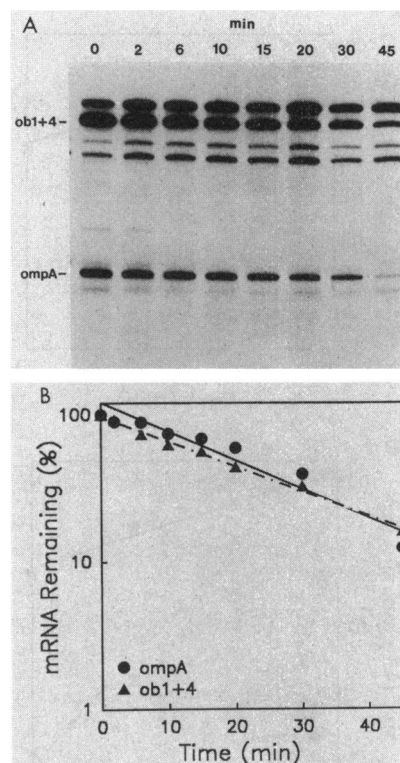 A
min
0 2 6 10 15 20 30 45
ob1+4-
ompA-
B
mRNA Remaining (%)
100
10
1
● ompA
▲ ob1+4
0 10 20 30 40
Time (min)